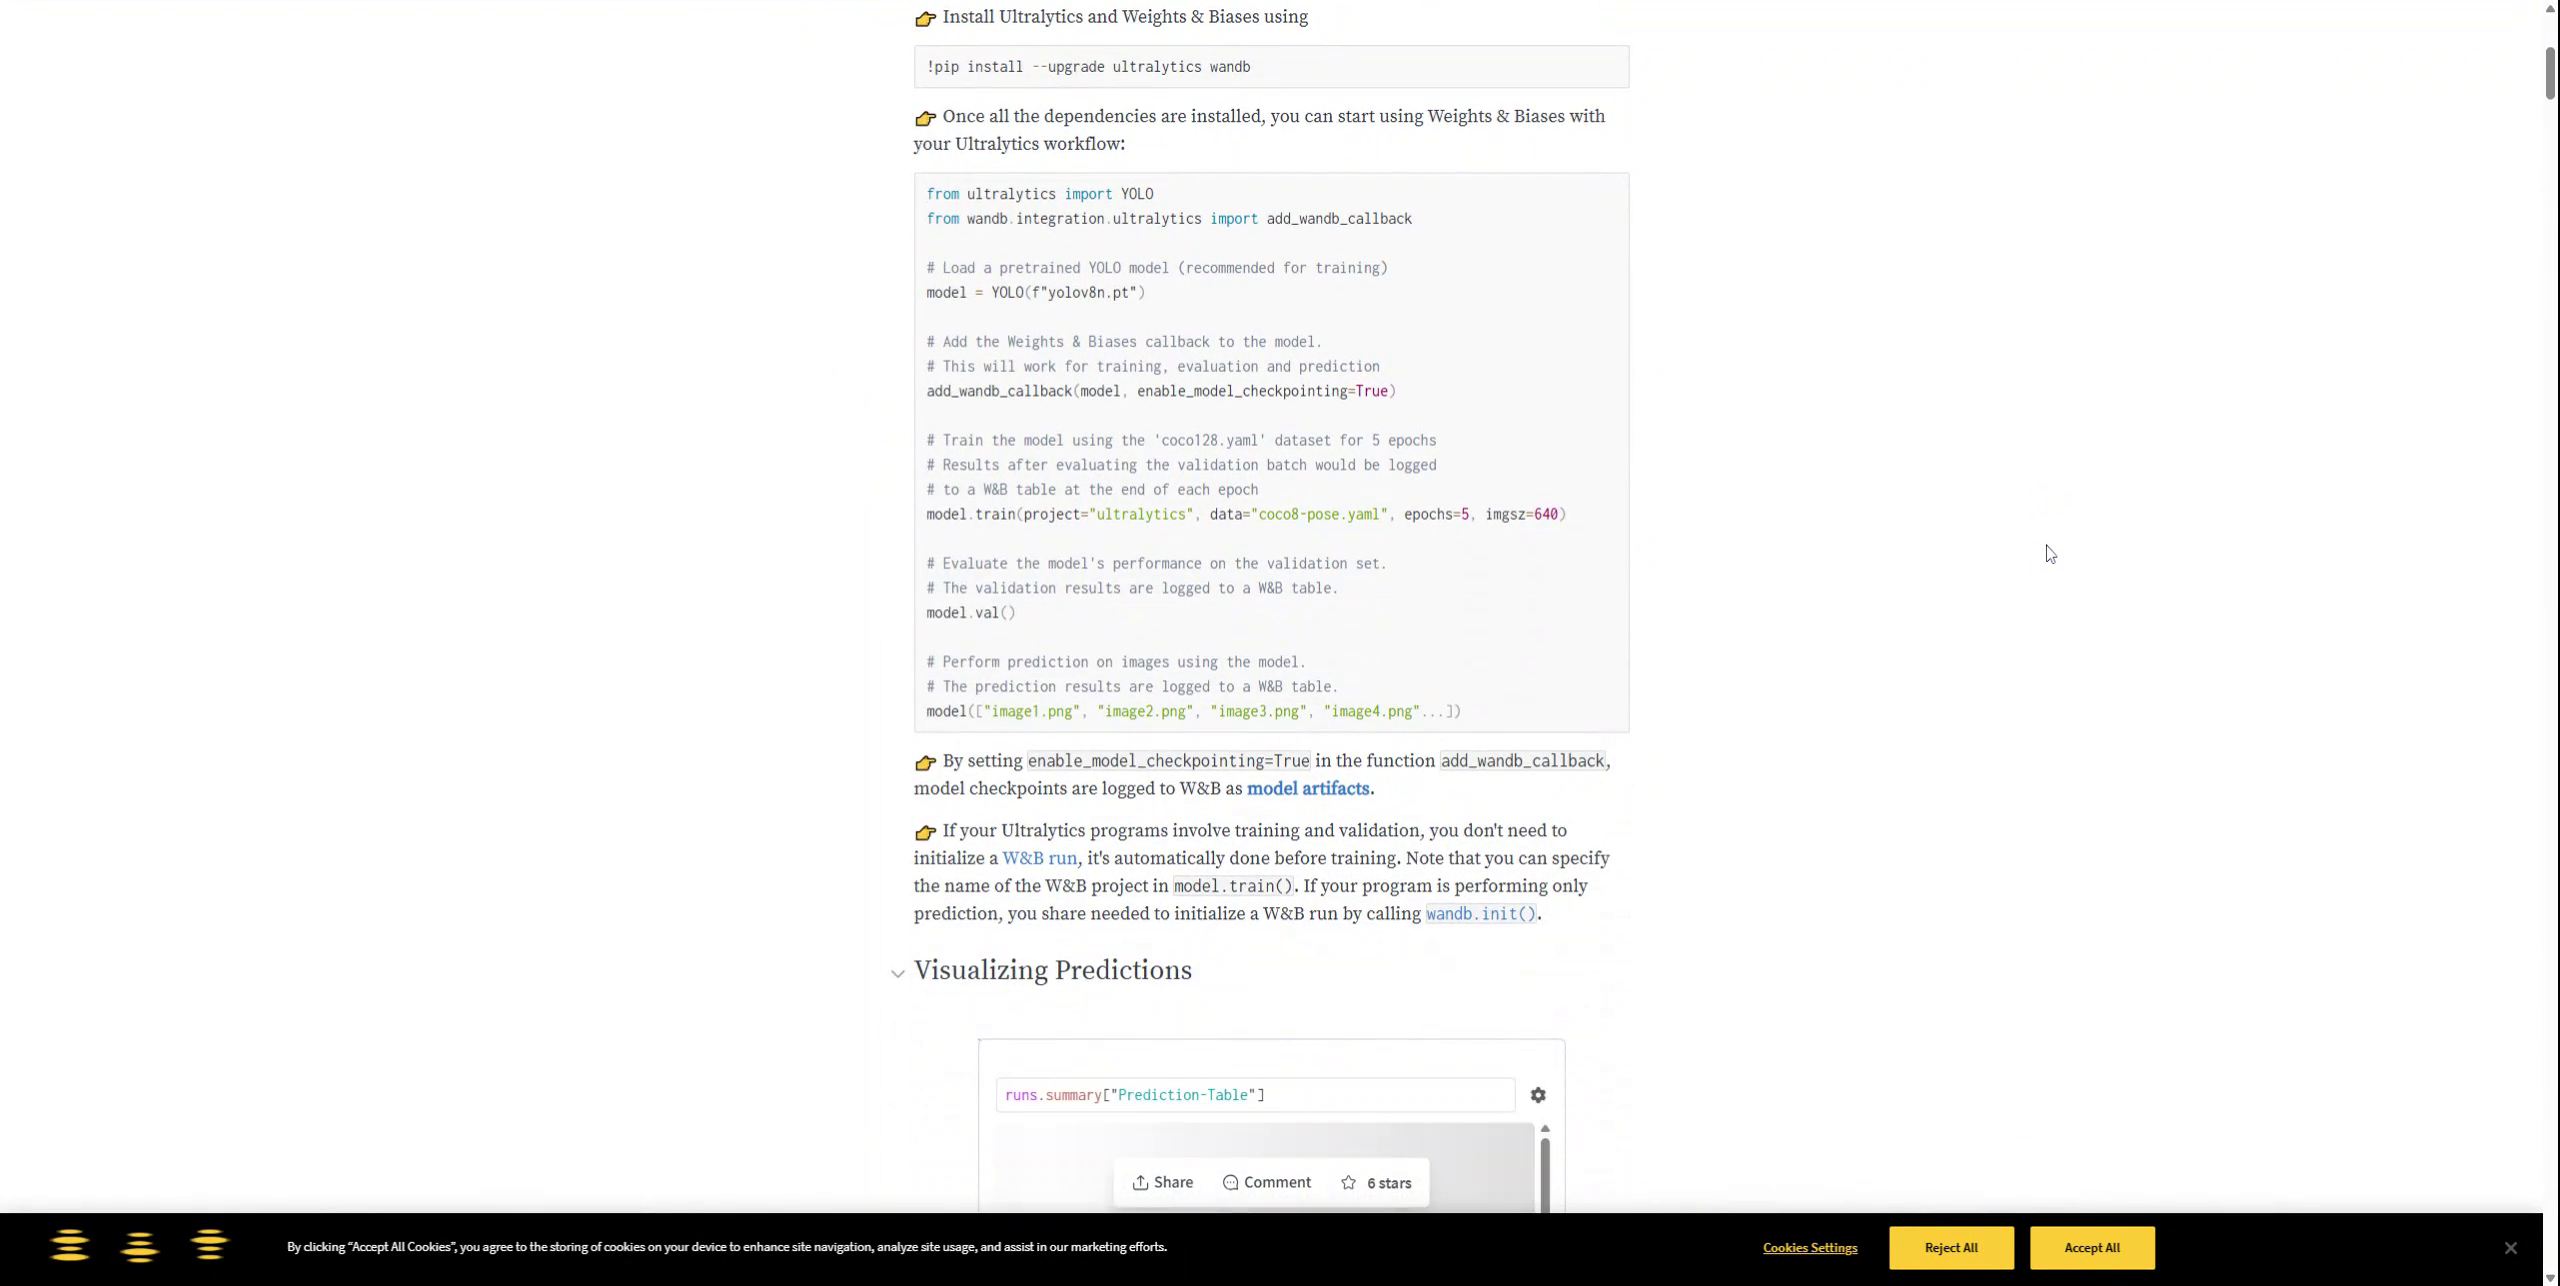 👉 Install Ultralytics and Weights & Biases using
!pip install --upgrade ultralytics wandb
👉 Once all the dependencies are installed, you can start using Weights & Biases with
your Ultralytics workflow:
from ultralytics import YOLO
from wandb.integration.ultralytics import add_wandb_callback
# Load a pretrained YOLO model (recommended for training)
model = YOLO(f"yolov8n.pt")
# Add the Weights & Biases callback to the model.
# This will work for training, evaluation and prediction
add_wandb_callback(model, enable_model_checkpointing=True)
# Train the model using the 'coco128.yaml' dataset for 5 epochs
# Results after evaluating the validation batch would be logged
# to a W&B table at the end of each epoch
model.train(project="ultralytics", data="coco8-pose.yaml", epochs=5, imgsz=640)
# Evaluate the model's performance on the validation set.
# The validation results are logged to a W&B table.
model.val()
# Perform prediction on images using the model.
# The prediction results are logged to a W&B table.
model(["image1.png", "image2.png", "image3.png", "image4.png"...])
👉 By setting enable_model_checkpointing=True in the function add_wandb_callback,
model checkpoints are logged to W&B as model artifacts.
👉 If your Ultralytics programs involve training and validation, you don't need to
initialize a W&B run, it's automatically done before training. Note that you can specify
the name of the W&B project in model.train(). If your program is performing only
prediction, you share needed to initialize a W&B run by calling wandb.init().
Visualizing Predictions
runs.summary["Prediction-Table"]
Share Comment 6 stars
By clicking “Accept All Cookies”, you agree to the storing of cookies on your device to enhance site navigation, analyze site usage, and assist in our marketing efforts.
Cookies Settings Reject All Accept All